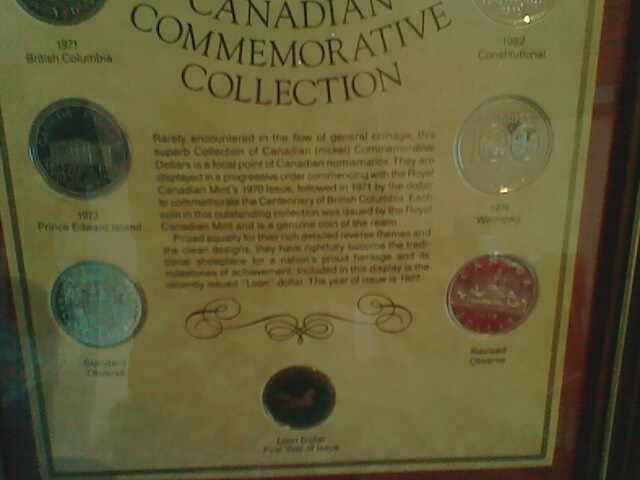 CANADIAN
COMMEMORATIVE
COLLECTION
1971
British Columbia
1982
Constitutional
Rarely encountered in the flow of general coinage, this
superb Collection of Canadian (nickel) Commemorative
Dollars is a focal point of Canadian numismatics. They are
displayed in a progressive order commencing with the Royal
Canadian Mint's 1970 issue, followed in 1971 by the dollar
to commemorate the Centenary of British Columbia. Each
coin in this outstanding collection was issued by the Royal
Canadian Mint and is a genuine coin of the realm.
Prized equally for their rich detailed reverse themes and
the clean designs, they have rightfully become the tradi-
tional showpiece for a nation's proud heritage and its
milestones of achievement. Included in this display is the
recently issued "Loon" dollar. The year of issue is 1987.
1973
Prince Edward Island
Winnipeg
Standard
Obverse
Revised
Obverse
Loon Dollar
First Year of Issue